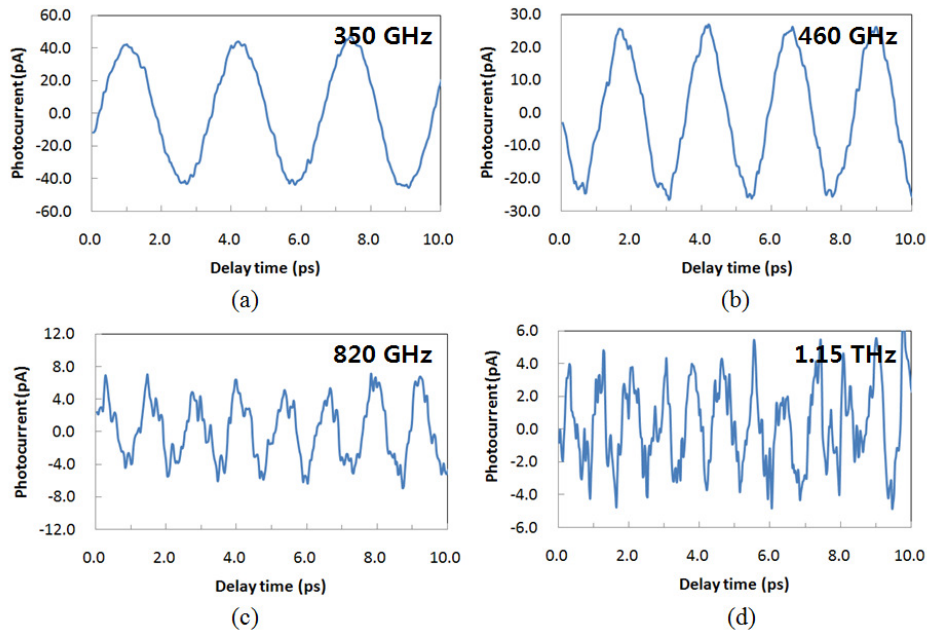 350 GHz
Photocurrent (pA)
60.0
40.0
20.0
0.0
-20.0
-40.0
-60.0
0.0 2.0 4.0 6.0 8.0 10.0
Delay time (ps)
(a)
460 GHz
Photocurrent (pA)
30.0
20.0
10.0
0.0
-10.0
-20.0
-30.0
0.0 2.0 4.0 6.0 8.0 10.0
Delay time (ps)
(b)
820 GHz
Photocurrent (pA)
12.0
8.0
4.0
0.0
-4.0
-8.0
-12.0
0.0 2.0 4.0 6.0 8.0 10.0
Delay time (ps)
(c)
1.15 THz
Photocurrent (pA)
6.0
4.0
2.0
0.0
-2.0
-4.0
-6.0
0.0 2.0 4.0 6.0 8.0 10.0
Delay time (ps)
(d)